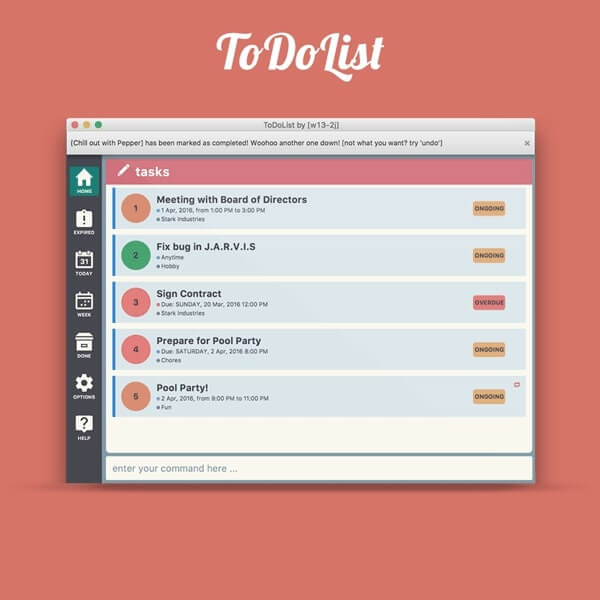 ToDoList
ToDoList by [w13-2j]
[Chill out with Pepper] has been marked as completed! Woohoo another one down! [not what you want? try 'undo']
HOME
EXPIRED
31
TODAY
WEEK
DONE
OPTIONS
HELP
tasks
1
Meeting with Board of Directors
1 Apr, 2016, from 1:00 PM to 3:00 PM
Stark Industries
ONGOING
2
Fix bug in J.A.R.V.I.S
Anytime
Hobby
ONGOING
3
Sign Contract
Due: SUNDAY, 20 Mar, 2016 12:00 PM
Stark Industries
OVERDUE
4
Prepare for Pool Party
Due: SATURDAY, 2 Apr, 2016 8:00 PM
Chores
ONGOING
5
Pool Party!
2 Apr, 2016, from 9:00 PM to 11:00 PM
Fun
ONGOING
enter your command here ...